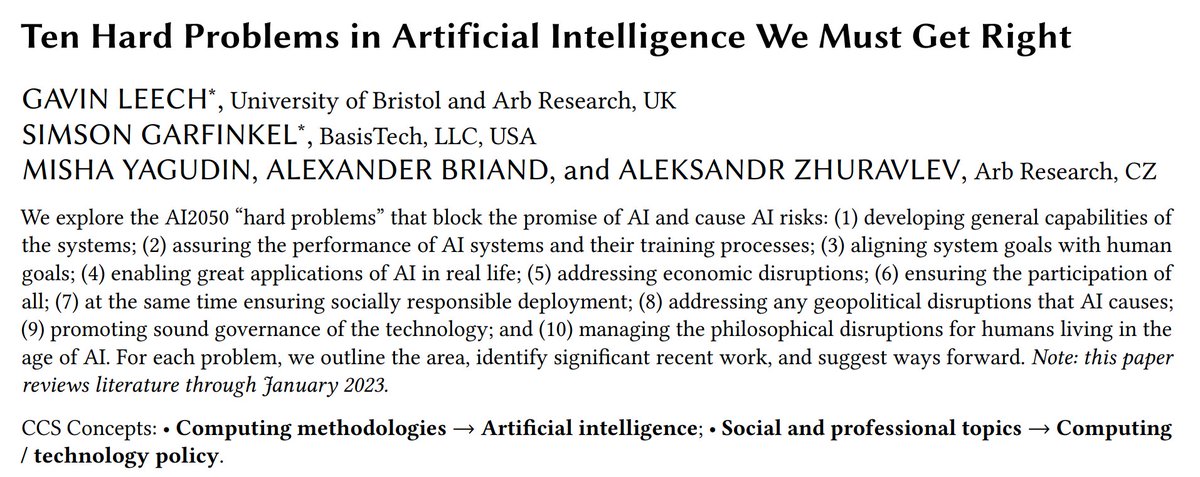 Ten Hard Problems in Artificial Intelligence We Must Get Right
GAVIN LEECH*, University of Bristol and Arb Research, UK
SIMSON GARFINKEL*, BasisTech, LLC, USA
MISHA YAGUDIN, ALEXANDER BRIAND, and ALEKSANDR ZHURAVLEV, Arb Research, CZ
We explore the AI2050 “hard problems” that block the promise of AI and cause AI risks: (1) developing general capabilities of
the systems; (2) assuring the performance of AI systems and their training processes; (3) aligning system goals with human
goals; (4) enabling great applications of AI in real life; (5) addressing economic disruptions; (6) ensuring the participation of
all; (7) at the same time ensuring socially responsible deployment; (8) addressing any geopolitical disruptions that AI causes;
(9) promoting sound governance of the technology; and (10) managing the philosophical disruptions for humans living in the
age of AI. For each problem, we outline the area, identify significant recent work, and suggest ways forward. Note: this paper
reviews literature through January 2023.
CCS Concepts: • Computing methodologies → Artificial intelligence; • Social and professional topics → Computing
/ technology policy.